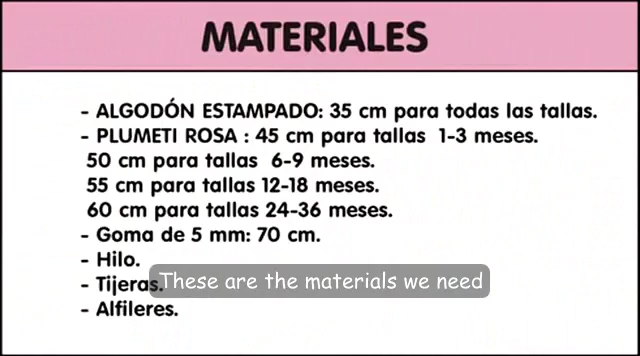 MATERIALES
- ALGODÓN ESTAMPADO: 35 cm para todas las tallas.
- PLUMETI ROSA : 45 cm para tallas 1-3 meses.
50 cm para tallas 6-9 meses.
55 cm para tallas 12-18 meses.
60 cm para tallas 24-36 meses.
- Goma de 5 mm: 70 cm.
- Hilo.
- Tijeras.
These are the materials we need
- Alfileres.